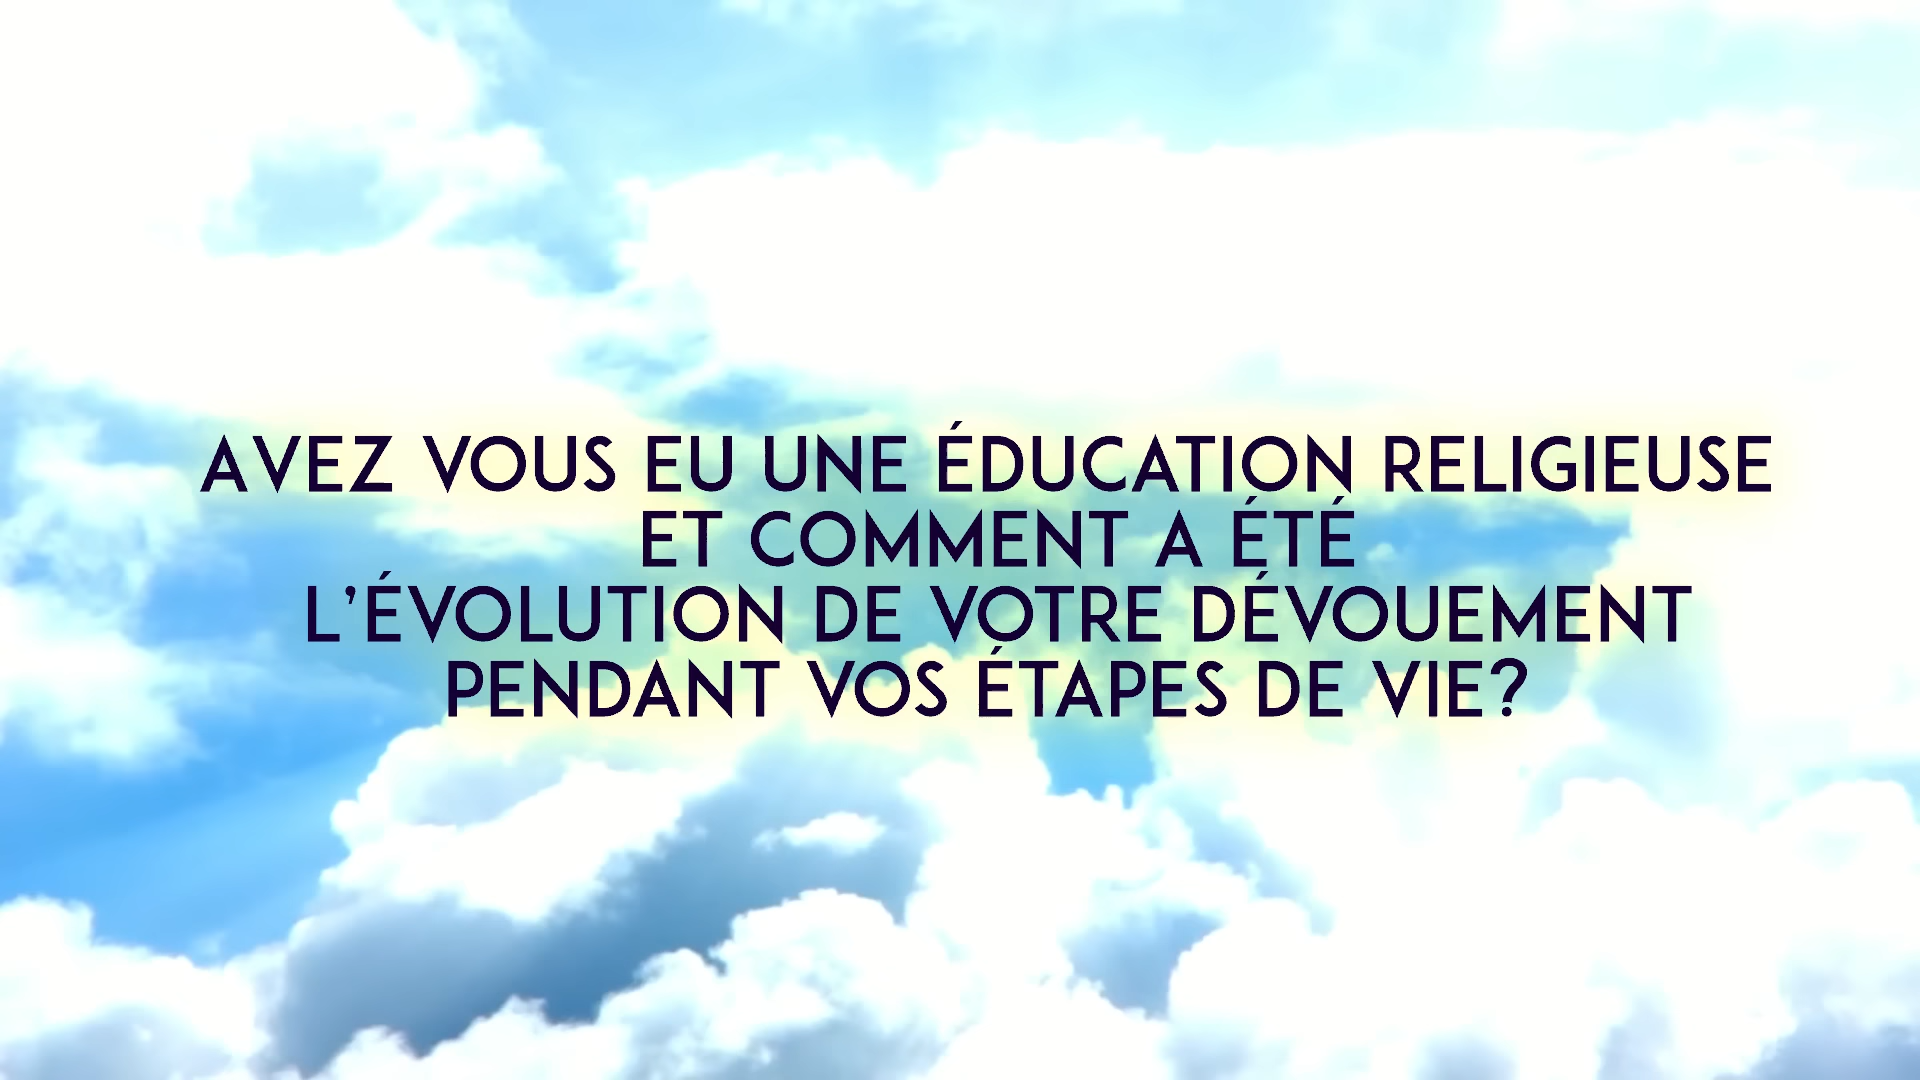 AVEZ VOUS EU UNE ÉDUCATION RELIGIEUSE
ET COMMENT A ÉTÉ
L'ÉVOLUTION DE VOTRE DÉVOUEMENT
PENDANT VOS ÉTAPES DE VIE?